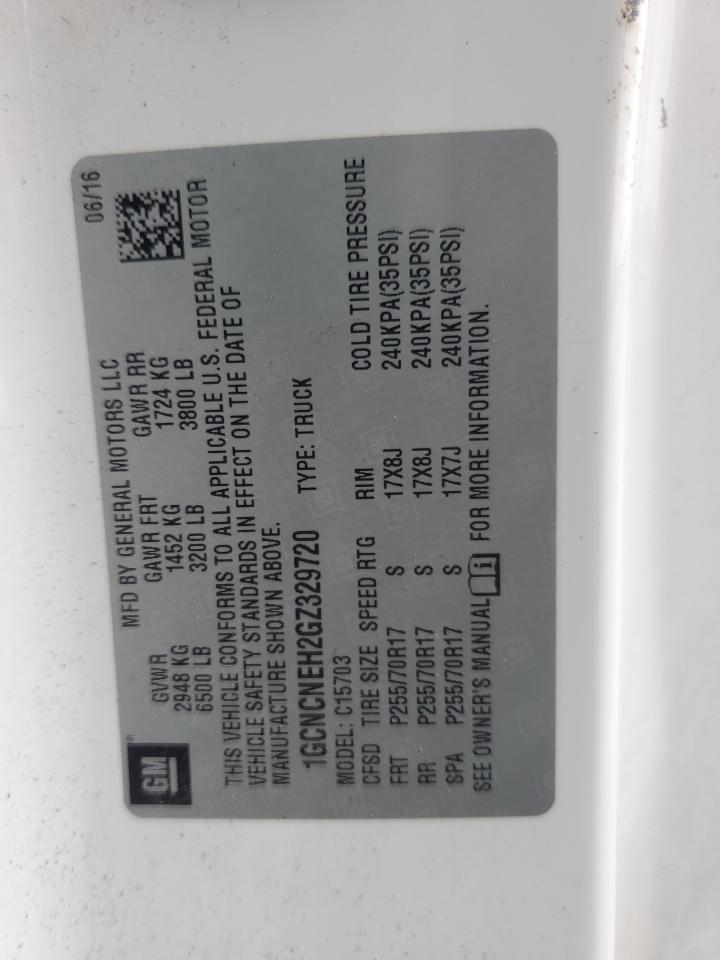 GM
MFD BY GENERAL MOTORS LLC 06/16
GVWR GAWR FRT GAWR RR
2948 KG 1452 KG 1724 KG
6500 LB 3200 LB 3800 LB
THIS VEHICLE CONFORMS TO ALL APPLICABLE U.S. FEDERAL MOTOR
VEHICLE SAFETY STANDARDS IN EFFECT ON THE DATE OF
MANUFACTURE SHOWN ABOVE.
1GCNCNEH2GZ329720 TYPE: TRUCK
MODEL: C15703
CFSD TIRE SIZE SPEED RTG RIM COLD TIRE PRESSURE
FRT P255/70R17 S 17X8J 240KPA(35PSI)
RR P255/70R17 S 17X8J 240KPA(35PSI)
SPA P255/70R17 S 17X7J 240KPA(35PSI)
SEE OWNER'S MANUAL i FOR MORE INFORMATION.